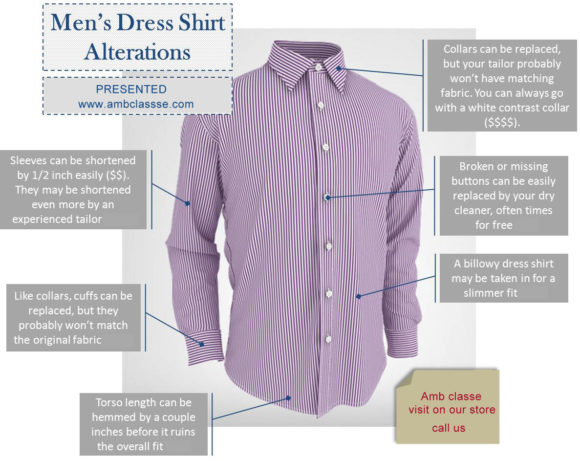 Men's Dress Shirt
Alterations
PRESENTED
www.ambclassse.com
Collars can be replaced,
but your tailor probably
won't have matching
fabric. You can always go
with a white contrast collar
($$$$).
Sleeves can be shortened
by 1/2 inch easily ($$).
They may be shortened
even more by an
experienced tailor
Broken or missing
buttons can be easily
replaced by your dry
cleaner, often times
for free
A billowy dress shirt
may be taken in for a
slimmer fit
Like collars, cuffs can be
replaced, but they
probably won't match
the original fabric
Torso length can be
hemmed by a couple
inches before it ruins
the overall fit
Amb classe
visit on our store
call us